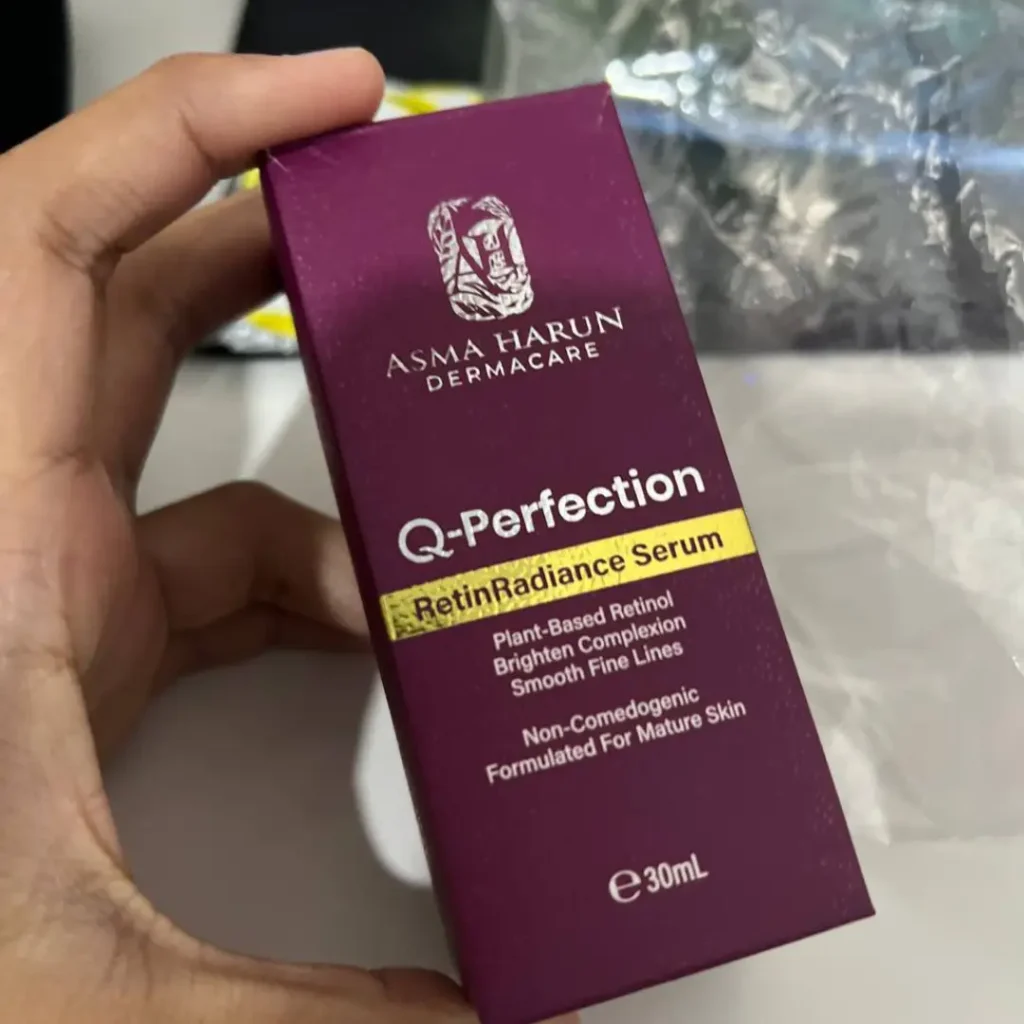 ASMA HARUN
DERMACARE
Q-Perfection
RetinRadiance Serum
Plant-Based Retinol
Brighten Complexion
Smooth Fine Lines
Non-Comedogenic
Formulated For Mature Skin
℮ 30mL